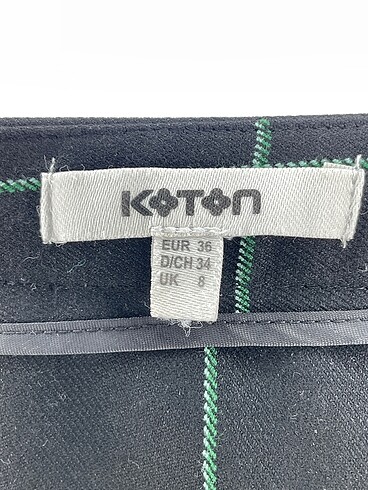 KOTON
EUR 36
D/CH 34
UK 8